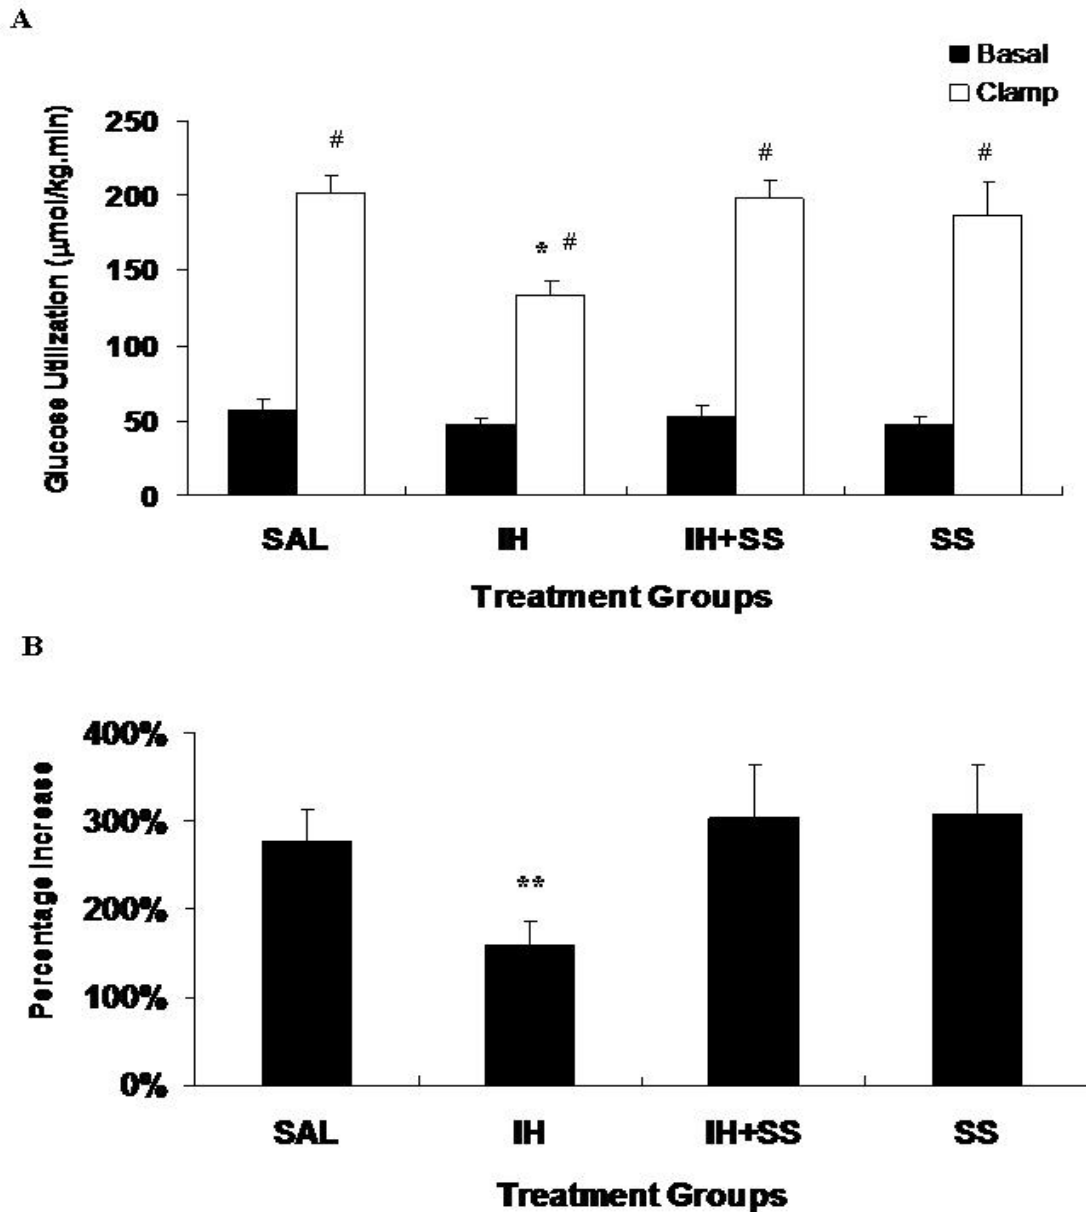 A
Basal
Clamp
Glucose Utilization (μmol/kg.min)
250
200
150
100
50
0
#
* #
#
#
SAL IH IH+SS SS
Treatment Groups
B
Percentage Increase
400%
300%
200%
100%
0%
**
SAL IH IH+SS SS
Treatment Groups